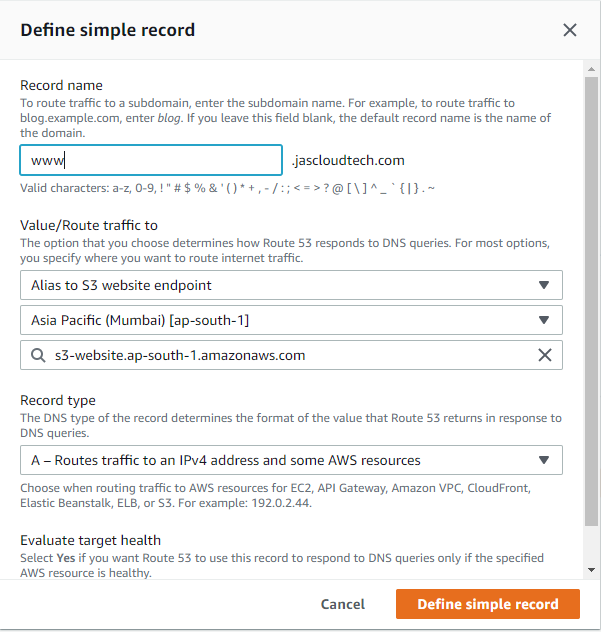 Define simple record
Record name
To route traffic to a subdomain, enter the subdomain name. For example, to route traffic to
blog.example.com, enter blog. If you leave this field blank, the default record name is the name of
the domain.
www .jascloudtech.com
Valid characters: a-z, 0-9, ! " # $ % & ' ( ) * + , - / : ; < = > ? @ [ \ ] ^ _ ` { | } . ~
Value/Route traffic to
The option that you choose determines how Route 53 responds to DNS queries. For most options,
you specify where you want to route internet traffic.
Alias to S3 website endpoint
Asia Pacific (Mumbai) [ap-south-1]
s3-website.ap-south-1.amazonaws.com
Record type
The DNS type of the record determines the format of the value that Route 53 returns in response to
DNS queries.
A – Routes traffic to an IPv4 address and some AWS resources
Choose when routing traffic to AWS resources for EC2, API Gateway, Amazon VPC, CloudFront,
Elastic Beanstalk, ELB, or S3. For example: 192.0.2.44.
Evaluate target health
Select Yes if you want Route 53 to use this record to respond to DNS queries only if the specified
AWS resource is healthy.
Cancel Define simple record